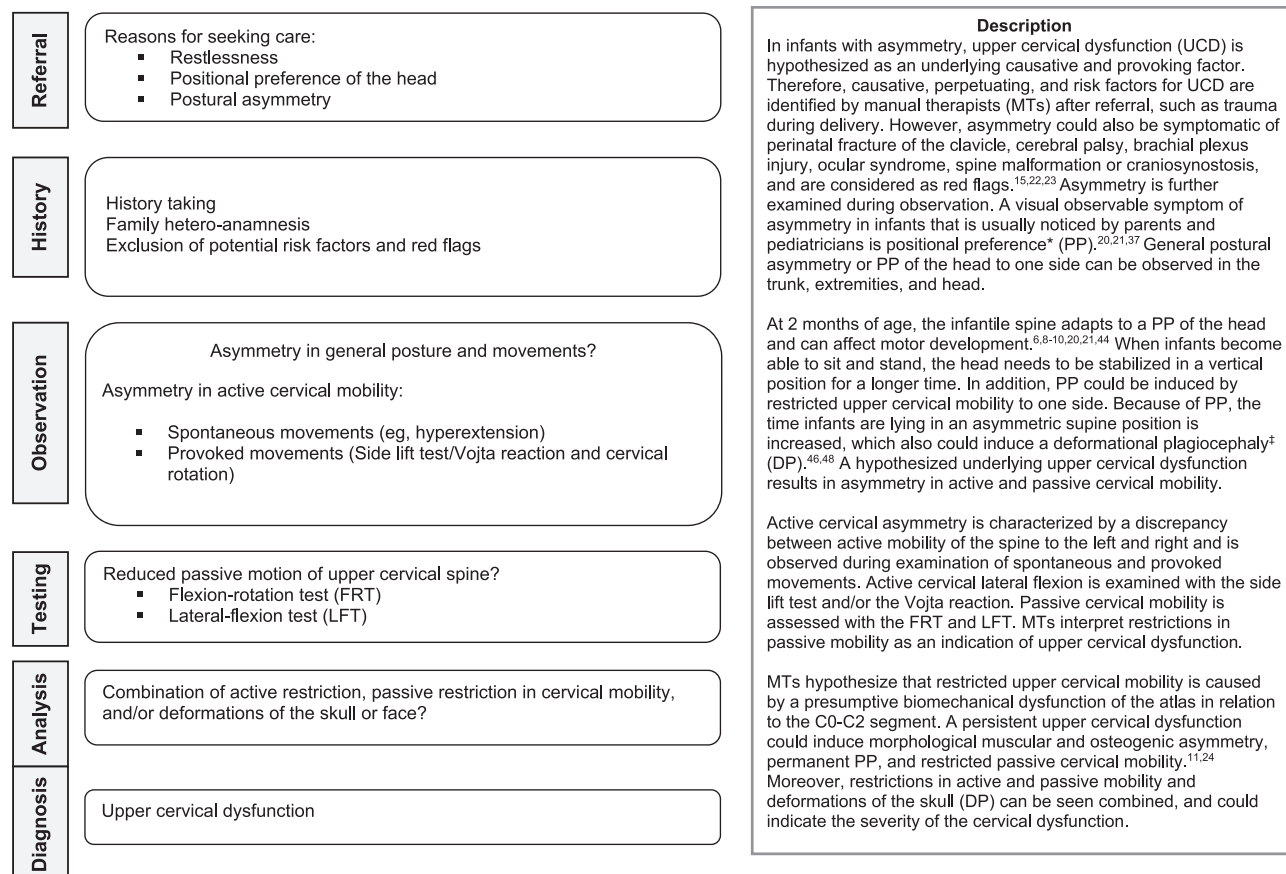 Referral
Reasons for seeking care:
▪ Restlessness
▪ Positional preference of the head
▪ Postural asymmetry
History
History taking
Family hetero-anamnesis
Exclusion of potential risk factors and red flags
Observation
Asymmetry in general posture and movements?
Asymmetry in active cervical mobility:
▪ Spontaneous movements (eg, hyperextension)
▪ Provoked movements (Side lift test/Vojta reaction and cervical
rotation)
Testing
Reduced passive motion of upper cervical spine?
▪ Flexion-rotation test (FRT)
▪ Lateral-flexion test (LFT)
Analysis
Combination of active restriction, passive restriction in cervical mobility,
and/or deformations of the skull or face?
Diagnosis
Upper cervical dysfunction
Description
In infants with asymmetry, upper cervical dysfunction (UCD) is
hypothesized as an underlying causative and provoking factor.
Therefore, causative, perpetuating, and risk factors for UCD are
identified by manual therapists (MTs) after referral, such as trauma
during delivery. However, asymmetry could also be symptomatic of
perinatal fracture of the clavicle, cerebral palsy, brachial plexus
injury, ocular syndrome, spine malformation or craniosynostosis,
and are considered as red flags.15,22,23 Asymmetry is further
examined during observation. A visual observable symptom of
asymmetry in infants that is usually noticed by parents and
pediatricians is positional preference* (PP).20,21,37 General postural
asymmetry or PP of the head to one side can be observed in the
trunk, extremities, and head.
At 2 months of age, the infantile spine adapts to a PP of the head
and can affect motor development.6,8-10,20,21,44 When infants become
able to sit and stand, the head needs to be stabilized in a vertical
position for a longer time. In addition, PP could be induced by
restricted upper cervical mobility to one side. Because of PP, the
time infants are lying in an asymmetric supine position is
increased, which also could induce a deformational plagiocephaly‡
(DP).46,48 A hypothesized underlying upper cervical dysfunction
results in asymmetry in active and passive cervical mobility.
Active cervical asymmetry is characterized by a discrepancy
between active mobility of the spine to the left and right and is
observed during examination of spontaneous and provoked
movements. Active cervical lateral flexion is examined with the side
lift test and/or the Vojta reaction. Passive cervical mobility is
assessed with the FRT and LFT. MTs interpret restrictions in
passive mobility as an indication of upper cervical dysfunction.
MTs hypothesize that restricted upper cervical mobility is caused
by a presumptive biomechanical dysfunction of the atlas in relation
to the C0-C2 segment. A persistent upper cervical dysfunction
could induce morphological muscular and osteogenic asymmetry,
permanent PP, and restricted passive cervical mobility.11,24
Moreover, restrictions in active and passive mobility and
deformations of the skull (DP) can be seen combined, and could
indicate the severity of the cervical dysfunction.